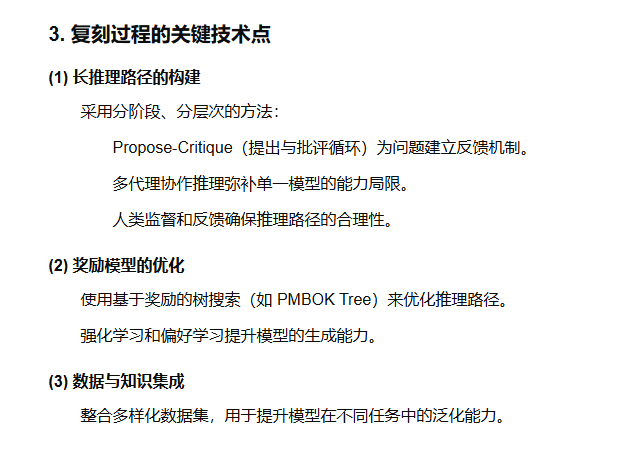 3. 复刻过程的关键技术点
(1) 长推理路径的构建
采用分阶段、分层次的方法：
Propose-Critique（提出与批评循环）为问题建立反馈机制。
多代理协作推理弥补单一模型的能力局限。
人类监督和反馈确保推理路径的合理性。
(2) 奖励模型的优化
使用基于奖励的树搜索（如 PMBOK Tree）来优化推理路径。
强化学习和偏好学习提升模型的生成能力。
(3) 数据与知识集成
整合多样化数据集，用于提升模型在不同任务中的泛化能力。